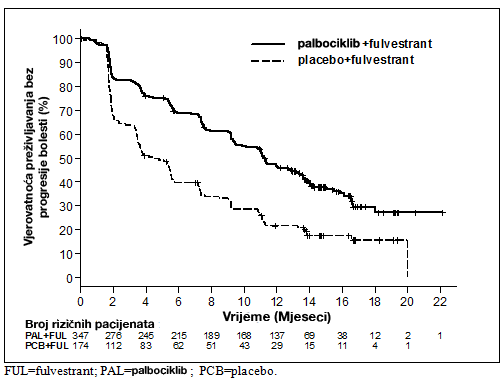 palbociklib+fulvestrant
placebo+fulvestrant
Vjerovatnoća preživljavanja bez
progresije bolesti (%)
100
90
80
70
60
50
40
30
20
10
0
0 2 4 6 8 10 12 14 16 18 20 22
Vrijeme (Mjeseci)
Broj rizičnih pacijenata
PAL+FUL 347 276 245 215 189 168 137 69 38 12 2 1
PCB+FUL 174 112 83 62 51 43 29 15 11 4 1
FUL=fulvestrant; PAL=palbociklib ; PCB=placebo.